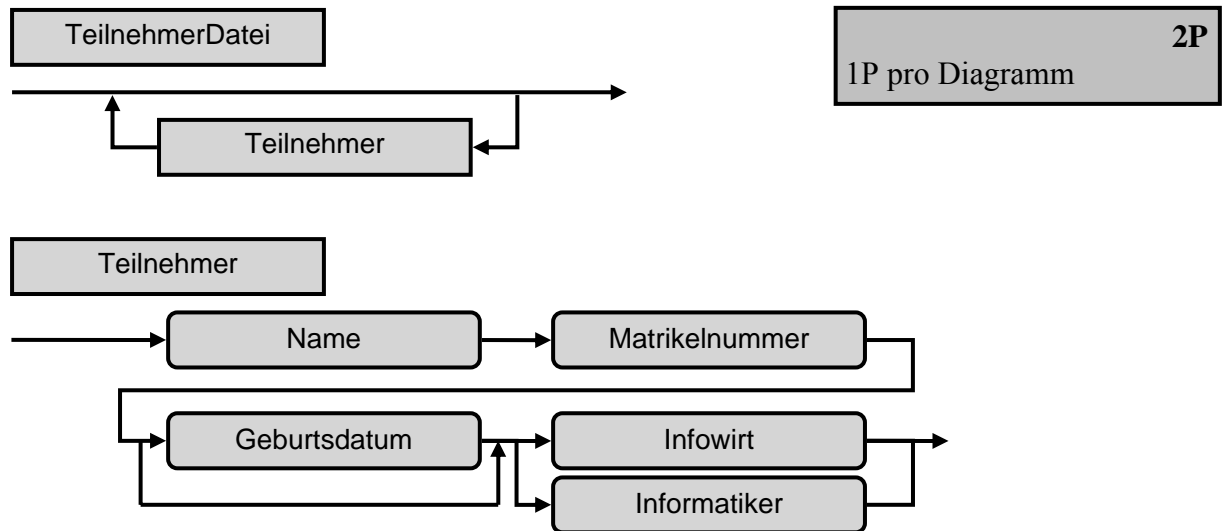 TeilnehmerDatei
2P
1P pro Diagramm
Teilnehmer
Teilnehmer
Name
Matrikelnummer
Geburtsdatum
Infowirt
Informatiker